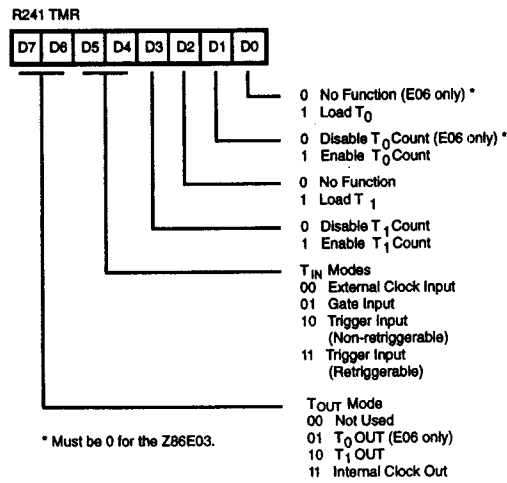 R241 TMR
D7 D6 D5 D4 D3 D2 D1 D0
0 No Function (E06 only) *
1 Load T0
0 Disable T0 Count (E06 only) *
1 Enable T0 Count
0 No Function
1 Load T 1
0 Disable T1 Count
1 Enable T1 Count
TIN Modes
00 External Clock Input
01 Gate Input
10 Trigger Input
(Non-retriggerable)
11 Trigger Input
(Retriggerable)
TOUT Mode
00 Not Used
01 T0 OUT (E06 only)
10 T1 OUT
11 Internal Clock Out
* Must be 0 for the Z86E03.